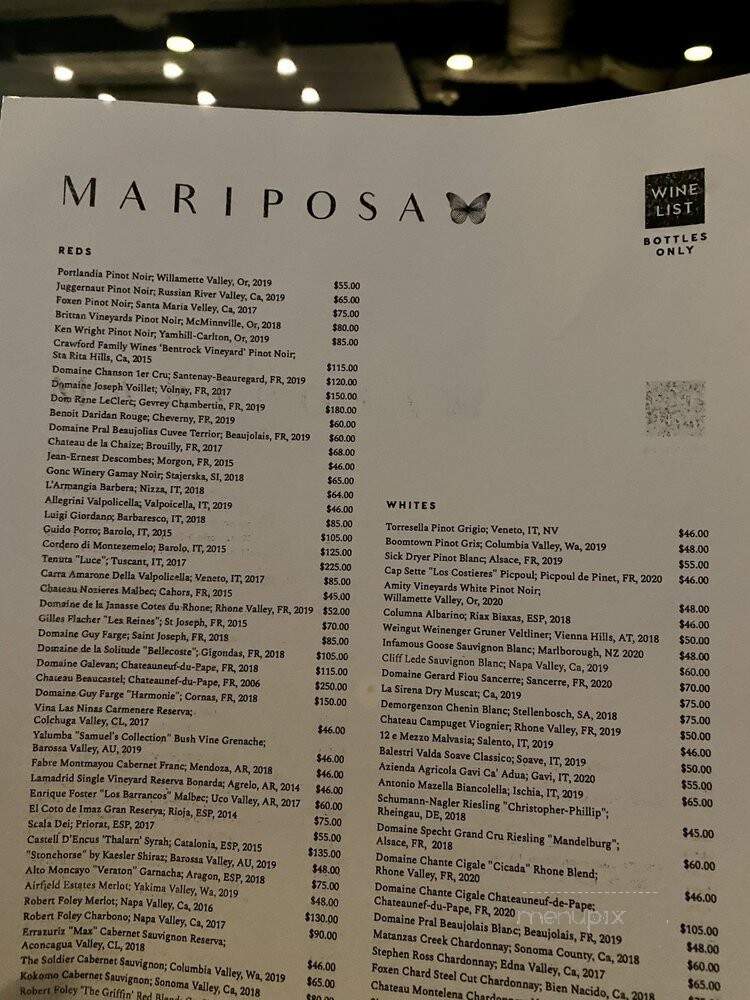 MARIPOSA
WINE
LIST
BOTTLES
ONLY
REDS
Portlandia Pinot Noir; Willamette Valley, Or, 2019 $55.00
Juggernaut Pinot Noir; Russian River Valley, Ca, 2019 $65.00
Foxen Pinot Noir; Santa Maria Velley, Ca, 2017 $75.00
Brittan Vineyards Pinot Noir; McMinnville, Or, 2018 $80.00
Ken Wright Pinot Noir; Yamhill-Carlton, Or, 2019 $85.00
Crawford Family Wines 'Bentrock Vineyard' Pinot Noir;
Sta Rita Hills, Ca, 2015 $115.00
Domaine Chanson 1er Cru; Santenay-Beauregard, FR, 2019 $120.00
Domaine Joseph Voillet; Volnay, FR, 2017 $150.00
Dom Rene LeClerc; Gevrey Chambertin, FR, 2019 $180.00
Benoit Daridan Rouge; Cheverny, FR, 2019 $60.00
Domaine Pral Beaujolias Cuvee Terrior; Beaujolais, FR, 2019 $60.00
Chateau de la Chaize; Brouilly, FR, 2017 $68.00
Jean-Ernest Descombes; Morgon, FR, 2015 $46.00
Gonc Winery Gamay Noir; Stajerska, SI, 2018 $65.00
L'Armangia Barbera; Nizza, IT, 2018 $64.00
Allegrini Valpolicella; Valpoicella, IT, 2019 $46.00
Luigi Giordano; Barbaresco, IT, 2018 $85.00
Guido Porro; Barolo, IT, 2015 $105.00
Cordero di Montezemelo; Barolo, IT, 2015 $125.00
Tenuta "Luce"; Tuscant, IT, 2017 $225.00
Carra Amarone Della Valpolicella; Veneto, IT, 2017 $85.00
Chateau Nozieres Malbec; Cahors, FR, 2015 $45.00
Domaine de la Janasse Cotes du Rhone; Rhone Valley, FR, 2019 $52.00
Gilles Flacher "Les Reines"; St Joseph, FR, 2015 $70.00
Domaine Guy Farge; Saint Joseph, FR, 2018 $85.00
Domaine de la Solitude "Bellecoste"; Gigondas, FR, 2018 $105.00
Domaine Galevan; Chateauneuf-du-Pape, FR, 2018 $115.00
Chateau Beaucastel; Chateaunef-du-Pape, FR, 2006 $250.00
Domaine Guy Farge "Harmonie"; Cornas, FR, 2018 $150.00
Vina Las Ninas Carmenere Reserva;
Colchuga Valley, CL, 2017 $46.00
Yalumba "Samuel's Collection" Bush Vine Grenache;
Barossa Valley, AU, 2019 $46.00
Fabre Montmayou Cabernet Franc; Mendoza, AR, 2018 $46.00
Lamadrid Single Vineyard Reserva Bonarda; Agrelo, AR, 2014 $46.00
Enrique Foster "Los Barrancos" Malbec; Uco Valley, AR, 2017 $60.00
El Coto de Imaz Gran Reserva; Rioja, ESP, 2014 $75.00
Scala Dei; Priorat, ESP, 2017 $55.00
Castell D'Encus 'Thalarn' Syrah; Catalonia, ESP, 2015 $135.00
"Stonehorse" by Kaesler Shiraz; Barossa Valley, AU, 2019 $48.00
Alto Moncayo "Veraton" Garnacha; Aragon, ESP, 2018 $75.00
Airfield Estates Merlot; Yakima Valley, Wa, 2019 $48.00
Robert Foley Merlot; Napa Valley, Ca, 2016 $130.00
Robert Foley Charbono; Napa Valley, Ca, 2017 $90.00
Errazuriz "Max" Cabernet Sauvignon Reserva;
Aconcagua Valley, CL, 2018 $46.00
The Soldier Cabernet Sauvignon; Columbia Valley, Wa, 2019 $65.00
Kokomo Cabernet Sauvignon; Sonoma Valley, Ca, 2018 $80.00
Robert Foley 'The Griffin' Red Blend;
WHITES
Torresella Pinot Grigio; Veneto, IT, NV $46.00
Boomtown Pinot Gris; Columbia Valley, Wa, 2019 $48.00
Sick Dryer Pinot Blanc; Alsace, FR, 2019 $55.00
Cap Sette "Los Costieres" Picpoul; Picpoul de Pinet, FR, 2020 $46.00
Amity Vineyards White Pinot Noir;
Willamette Valley, Or, 2020 $48.00
Columna Albarino; Riax Biaxas, ESP, 2018 $46.00
Weingut Weinenger Gruner Veltliner; Vienna Hills, AT, 2018 $50.00
Infamous Goose Sauvignon Blanc; Marlborough, NZ 2020 $48.00
Cliff Lede Sauvignon Blanc; Napa Valley, Ca, 2019 $60.00
Domaine Gerard Fiou Sancerre; Sancerre, FR, 2020 $70.00
La Sirena Dry Muscat; Ca, 2019 $75.00
Demorgenzon Chenin Blanc; Stellenbosch, SA, 2018 $75.00
Chateau Campuget Viognier; Rhone Valley, FR, 2019 $50.00
12 e Mezzo Malvasia; Salento, IT, 2019 $46.00
Balestri Valda Soave Classico; Soave, IT, 2019 $50.00
Azienda Agricola Gavi Ca' Adua; Gavi, IT, 2020 $55.00
Antonio Mazella Biancolella; Ischia, IT, 2019 $65.00
Schumann-Nagler Riesling "Christopher-Phillip";
Rheingau, DE, 2018 $45.00
Domaine Specht Grand Cru Riesling "Mandelburg";
Alsace, FR, 2018 $60.00
Domaine Chante Cigale "Cicada" Rhone Blend;
Rhone Valley, FR, 2020 $46.00
Domaine Chante Cigale Chateauneuf-de-Pape;
Chateaunef-du-Pape, FR, 2020 $105.00
Domaine Pral Beaujolais Blanc; Beaujolais, FR, 2019 $48.00
Matanzas Creek Chardonnay; Sonoma County, Ca, 2018 $60.00
Stephen Ross Chardonnay; Edna Valley, Ca, 2017 $65.00
Foxen Chard Steel Cut Chardonnay; Bien Nacido, Ca, 2018
Chateau Montelena Chardonnay;
menupix